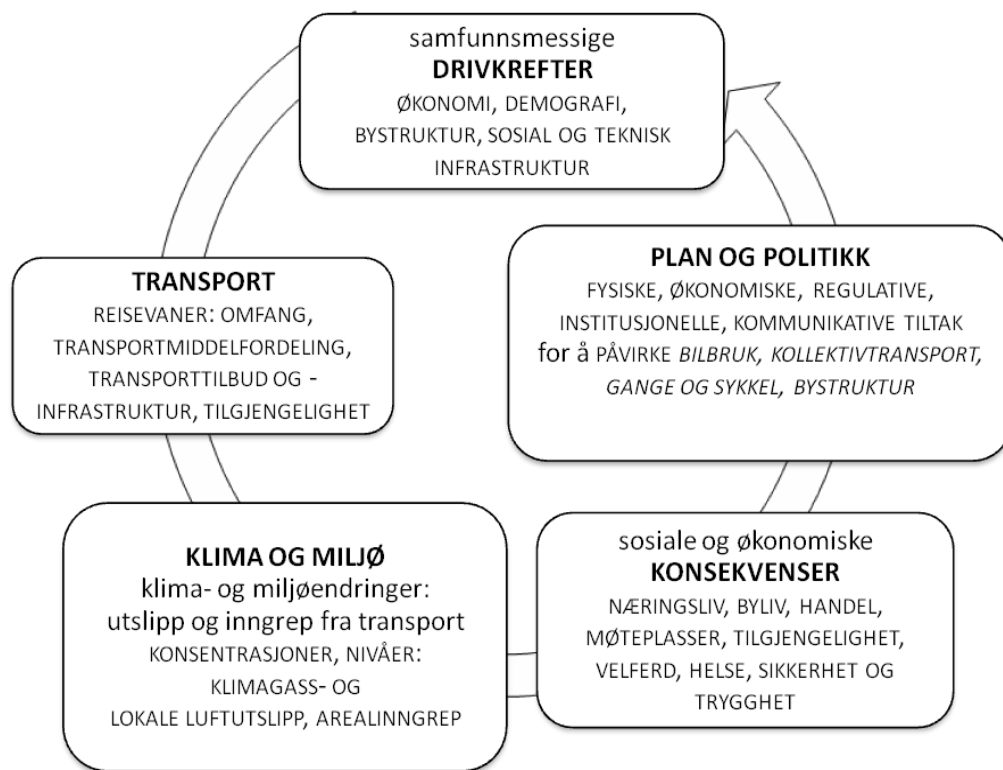 samfunnsmessige
DRIVKREFTER
ØKONOMI, DEMOGRAFI,
BYSTRUKTUR, SOSIAL OG TEKNISK
INFRASTRUKTUR
TRANSPORT
REISEVANER: OMFANG,
TRANSPORTMIDDELFORDELING,
TRANSPORTTILBUD OG -
INFRASTRUKTUR, TILGJENGELIGHET
PLAN OG POLITIKK
FYSISKE, ØKONOMISKE, REGULATIVE,
INSTITUSJONELLE, KOMMUNIKATIVE TILTAK
for å PÅVIRKE BILBRUK, KOLLEKTIVTRANSPORT,
GANGE OG SYKKEL, BYSTRUKTUR
KLIMA OG MILJØ
klima- og miljøendringer:
utslipp og inngrep fra transport
KONSENTRASJONER, NIVÅER:
KLIMAGASS- OG
LOKALE LUFTUTSLIPP, AREALINNGREP
sosiale og økonomiske
KONSEKVENSER
NÆRINGSLIV, BYLIV, HANDEL,
MØTEPLASSER, TILGJENGELIGHET,
VELFERD, HELSE, SIKKERHET OG
TRYGGHET